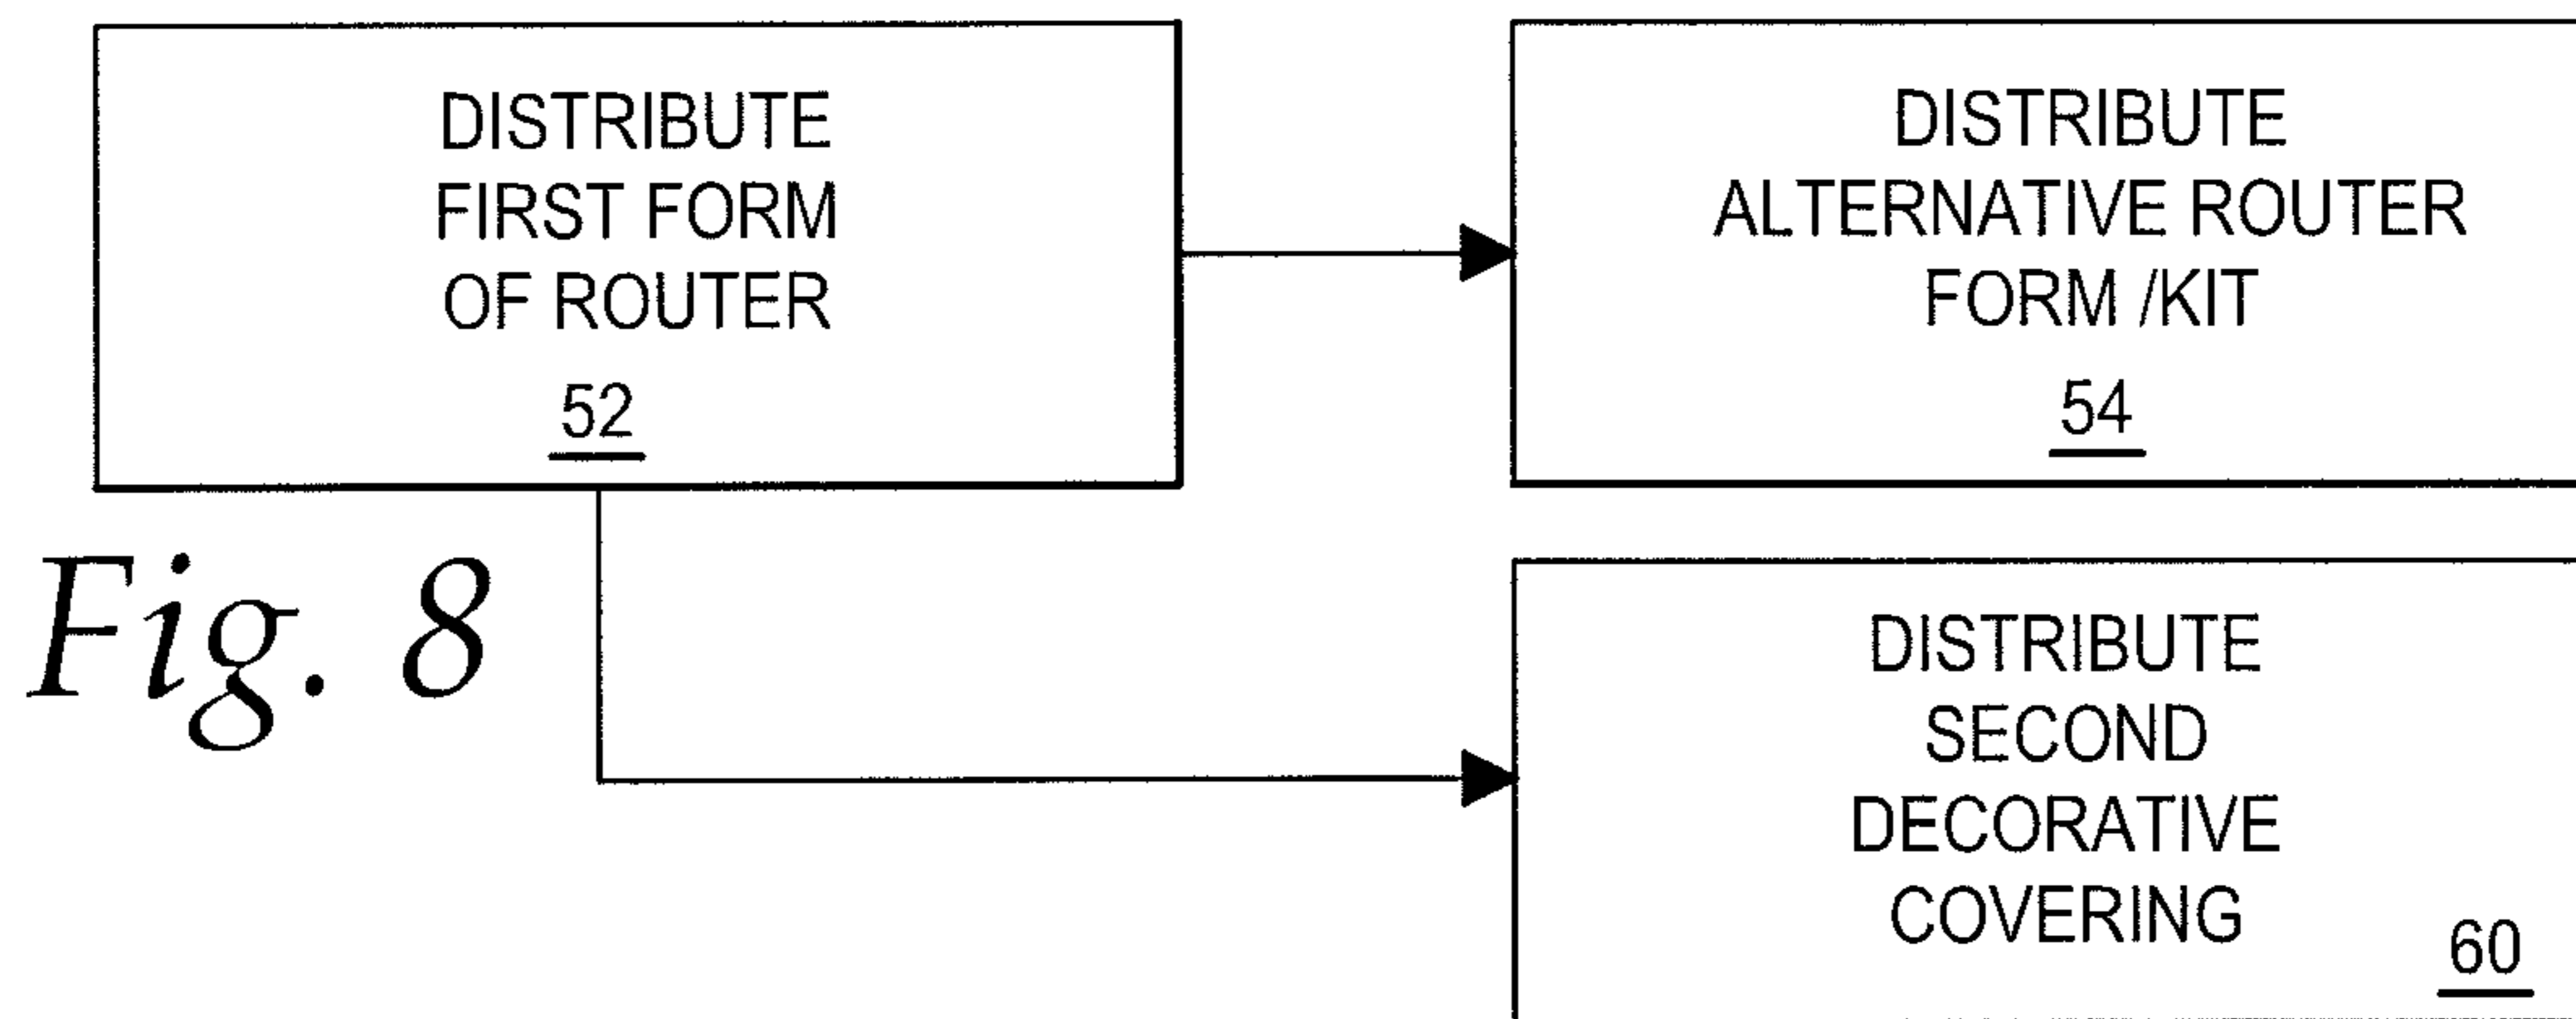 DISTRIBUTE
FIRST FORM
OF ROUTER
52
DISTRIBUTE
ALTERNATIVE ROUTER
FORM /KIT
54
Fig. 8
DISTRIBUTE
SECOND
DECORATIVE
COVERING
60